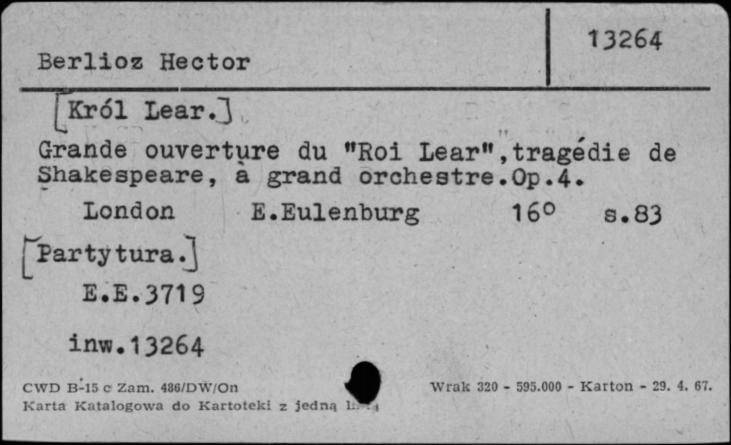 13264
Berlioz Hector
[Król Lear.]
Grande ouverture du "Roi Lear",tragédie de
Shakespeare, à grand orchestre.Op.4.
London E.Eulenburg 16° s.83
[Partytura.]
E.E.3719
inw.13264
CWD B-15 c Zam. 486/DW/On Wrak 320 - 595.000 - Karton - 29. 4. 67.
Karta Katalogowa do Kartoteki z jedną